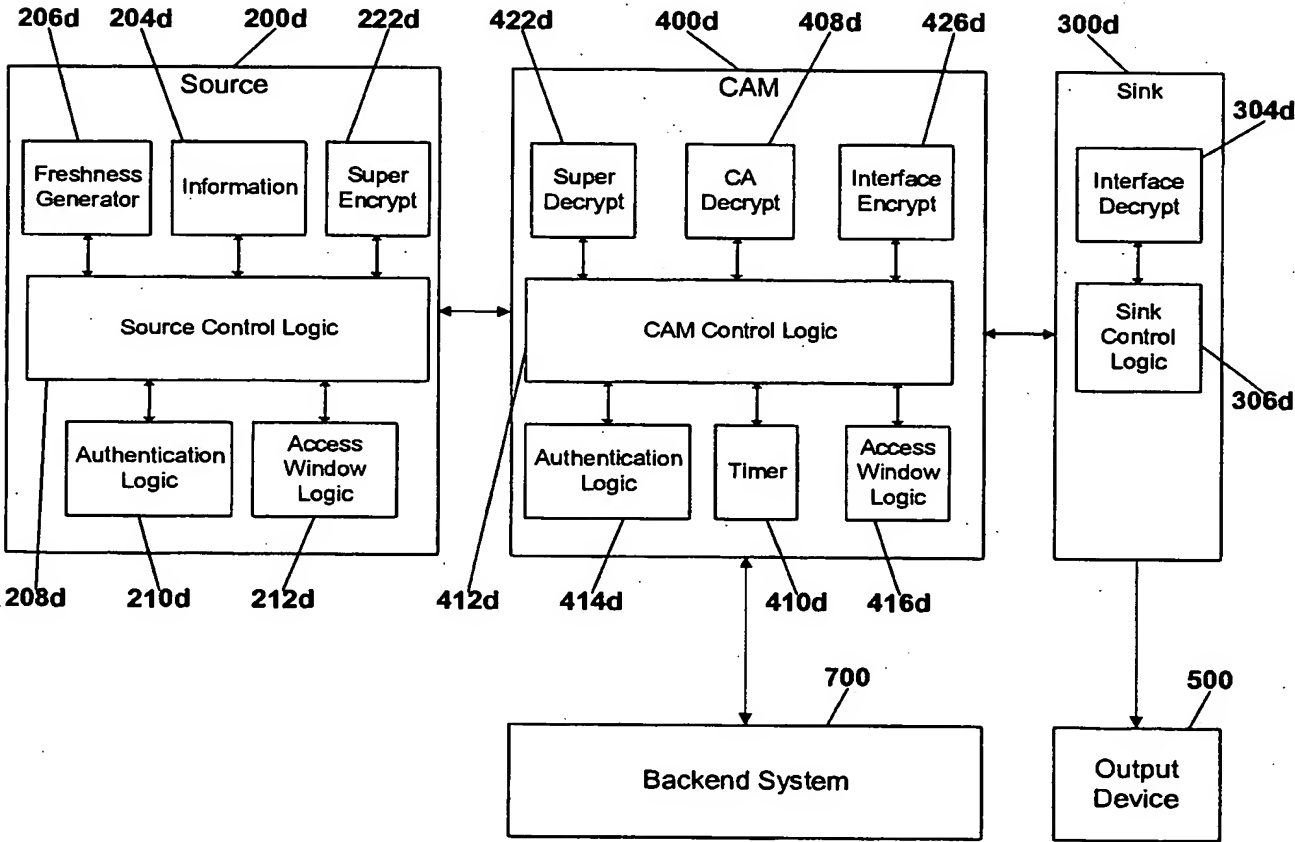 206d 204d 200d 222d 422d 400d 408d 426d 300d
Source
CAM
Sink
304d
Freshness
Generator
Information
Super
Encrypt
Super
Decrypt
CA
Decrypt
Interface
Encrypt
Interface
Decrypt
Source Control Logic
CAM Control Logic
Sink
Control
Logic
306d
Authentication
Logic
Access
Window
Logic
Authentication
Logic
Timer
Access
Window
Logic
208d 210d 212d 412d 414d 410d 416d
700
500
Backend System
Output
Device